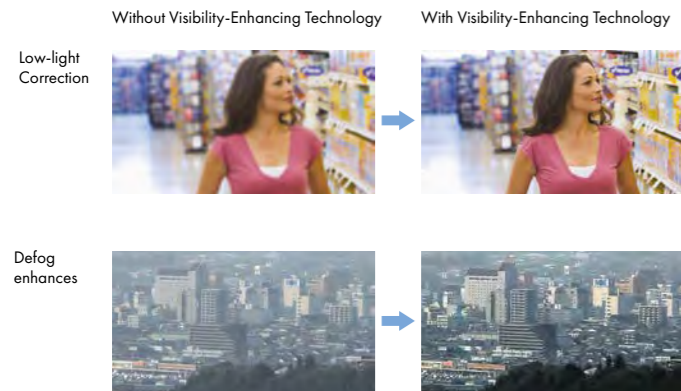 Without Visibility-Enhancing Technology
With Visibility-Enhancing Technology
Low-light
Correction
Defog
enhances